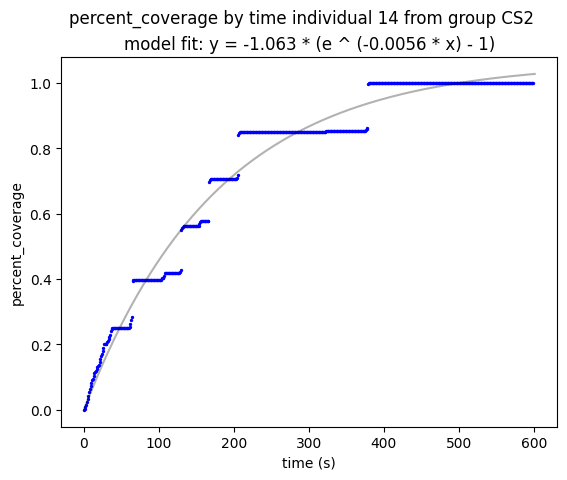 percent_coverage by time individual 14 from group CS2
model fit: y = -1.063 * (e ^ (-0.0056 * x) - 1)
1.0
0.8
0.6
0.4
0.2
0.0
percent_coverage
0 100 200 300 400 500 600
time (s)